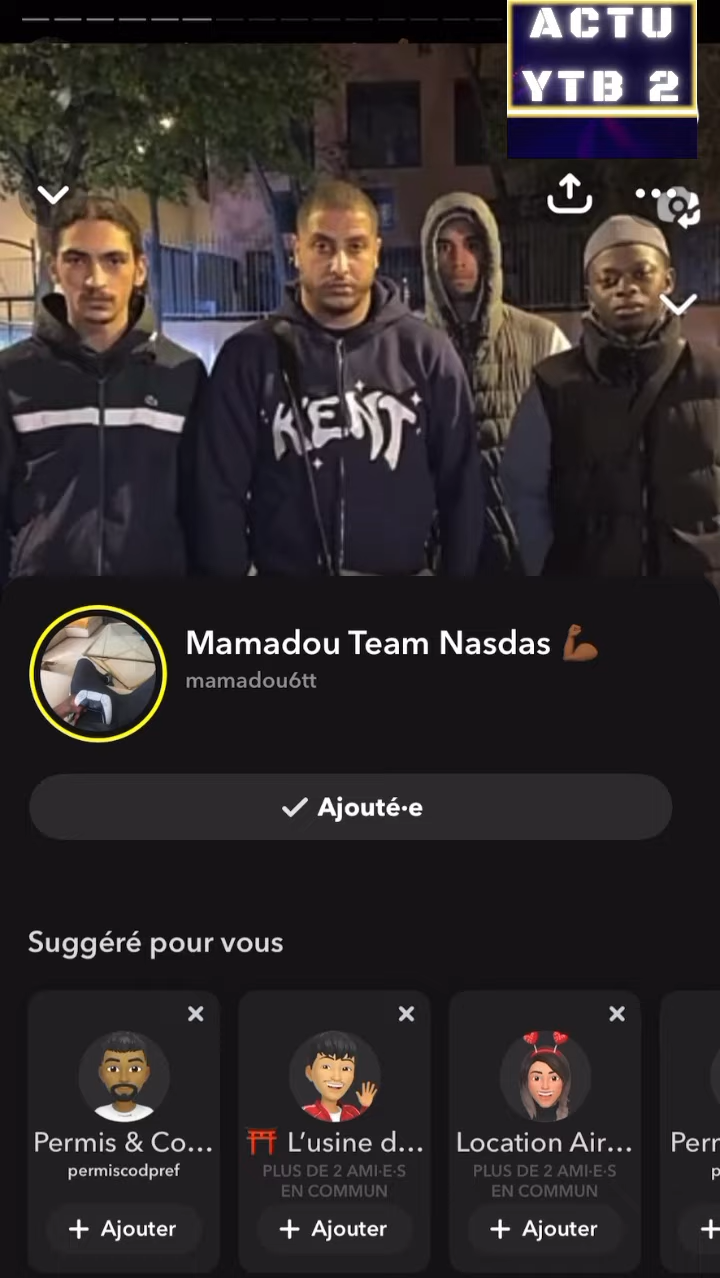 ACTU
YTB 2
KENT
Mamadou Team Nasdas
mamadou6tt
Ajouté·e
Suggéré pour vous
Permis & Co...
permiscodpref
Ajouter
L'usine d...
PLUS DE 2 AMI·E·S
EN COMMUN
Ajouter
Location Air...
PLUS DE 2 AMI·E·S
EN COMMUN
Ajouter
Perr
p